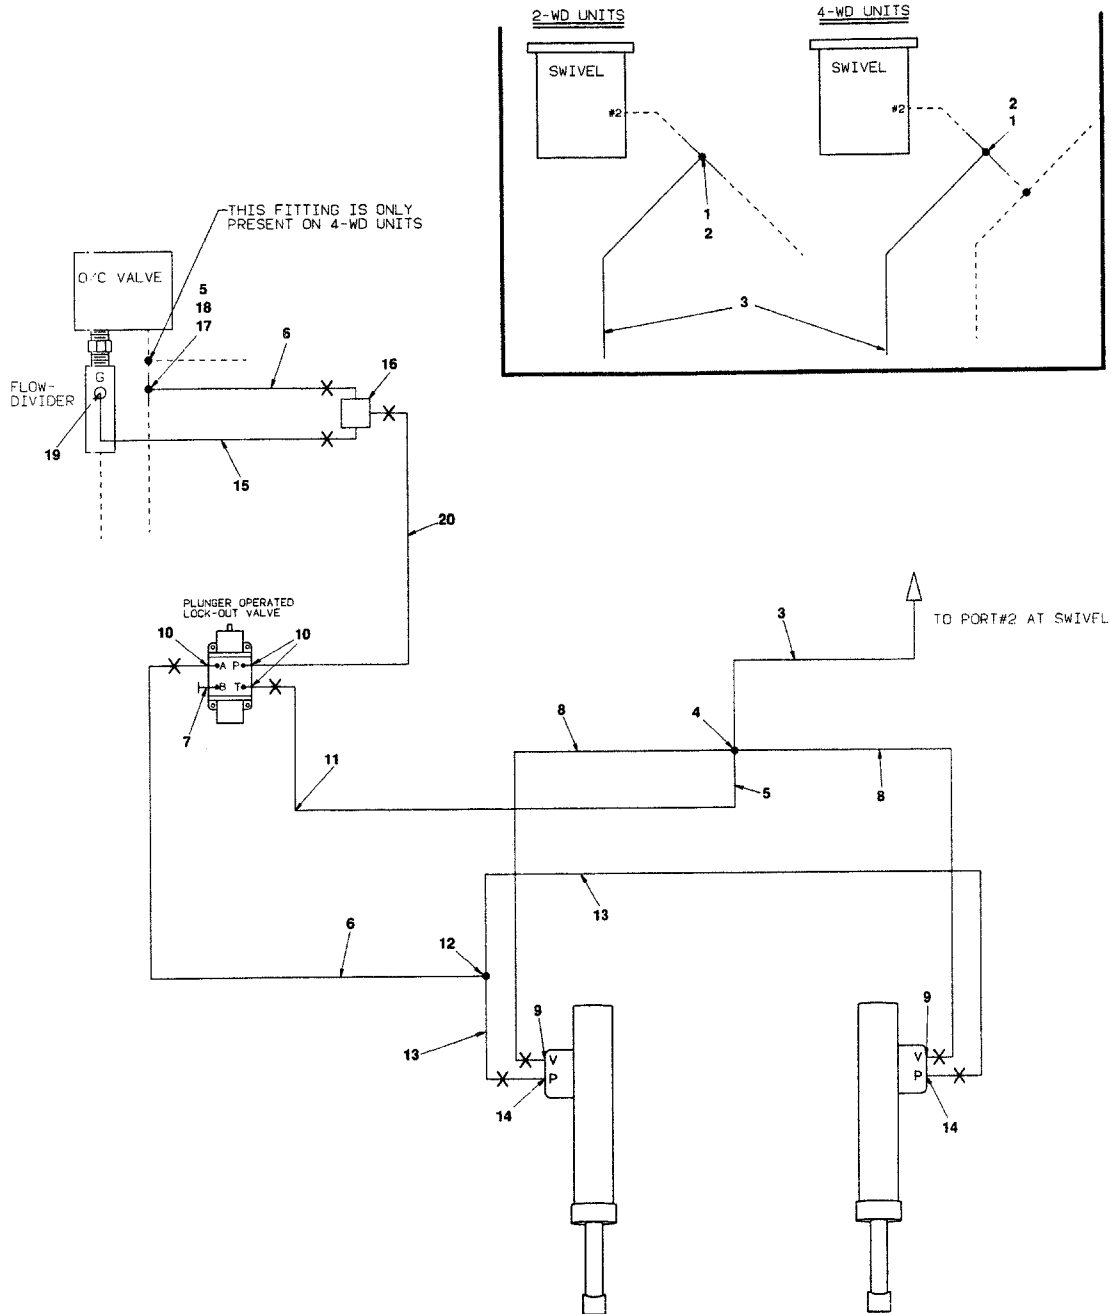 2-WD UNITS
4-WD UNITS
SWIVEL
SWIVEL
#2
#2
2
1
1
2
3
THIS FITTING IS ONLY
PRESENT ON 4-WD UNITS
O/C VALVE
5
18
17
6
16
G
FLOW-
DIVIDER
19
15
20
PLUNGER OPERATED
LOCK-OUT VALVE
10
10
A P
B T
7
3
TO PORT#2 AT SWIVEL
8
4
11
5
8
13
6
12
9
9
13
V
P
V
P
14
14